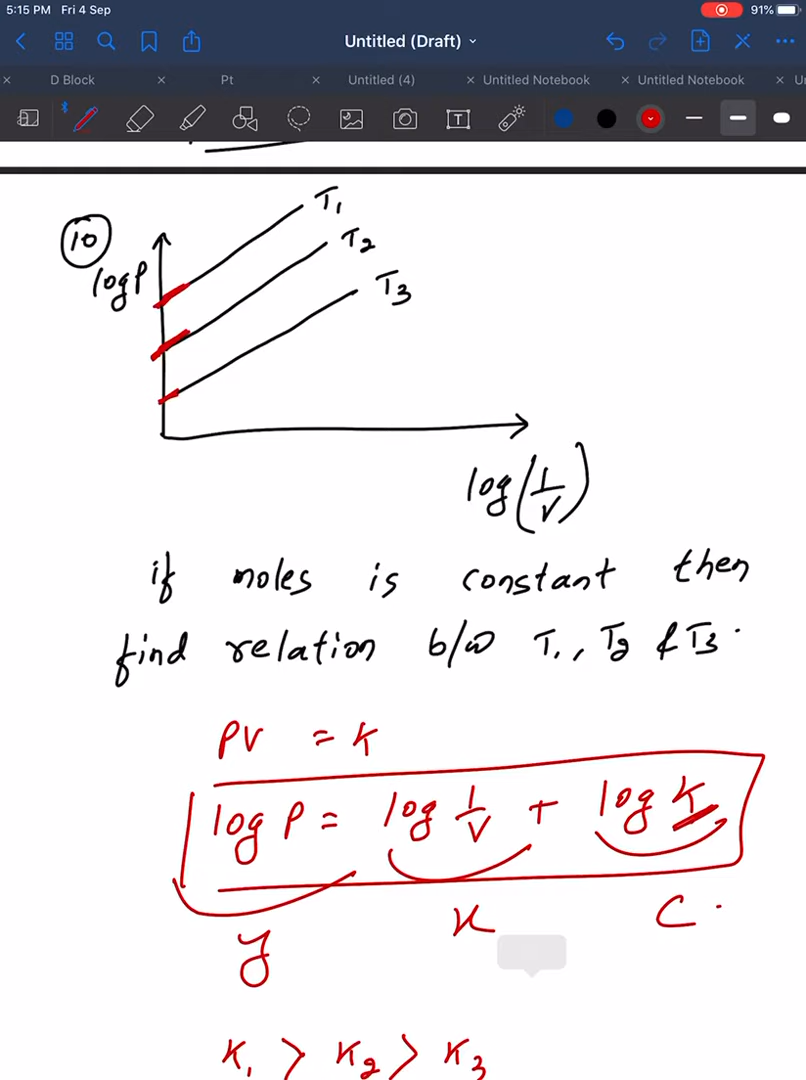 5:15 PM Fri 4 Sep
91%
Untitled (Draft)
D Block
Pt
Untitled (4)
Untitled Notebook
Untitled Notebook
T
10
log P
T1
T2
T3
log(1/V)
if moles is constant then
find relation b/w T1, T2 & T3.
PV = K
log P = log 1/V + log K
y x C
K1 > K2 > K3